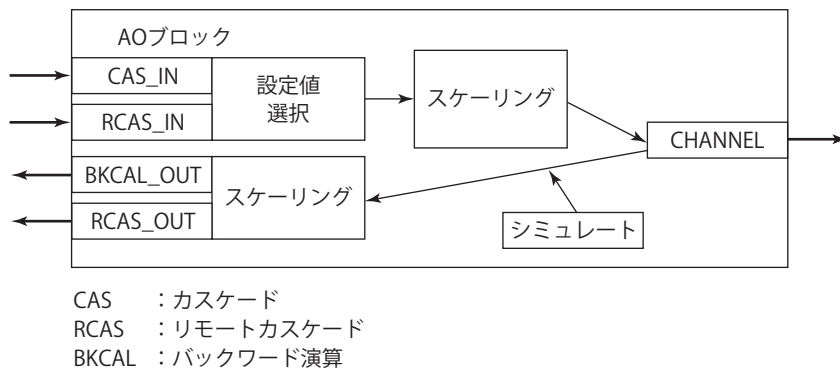 AOブロック
CAS_IN
RCAS_IN
設定値
選択
スケーリング
CHANNEL
BKCAL_OUT
RCAS_OUT
スケーリング
シミュレート
CAS ：カスケード
RCAS ：リモートカスケード
BKCAL ：バックワード演算